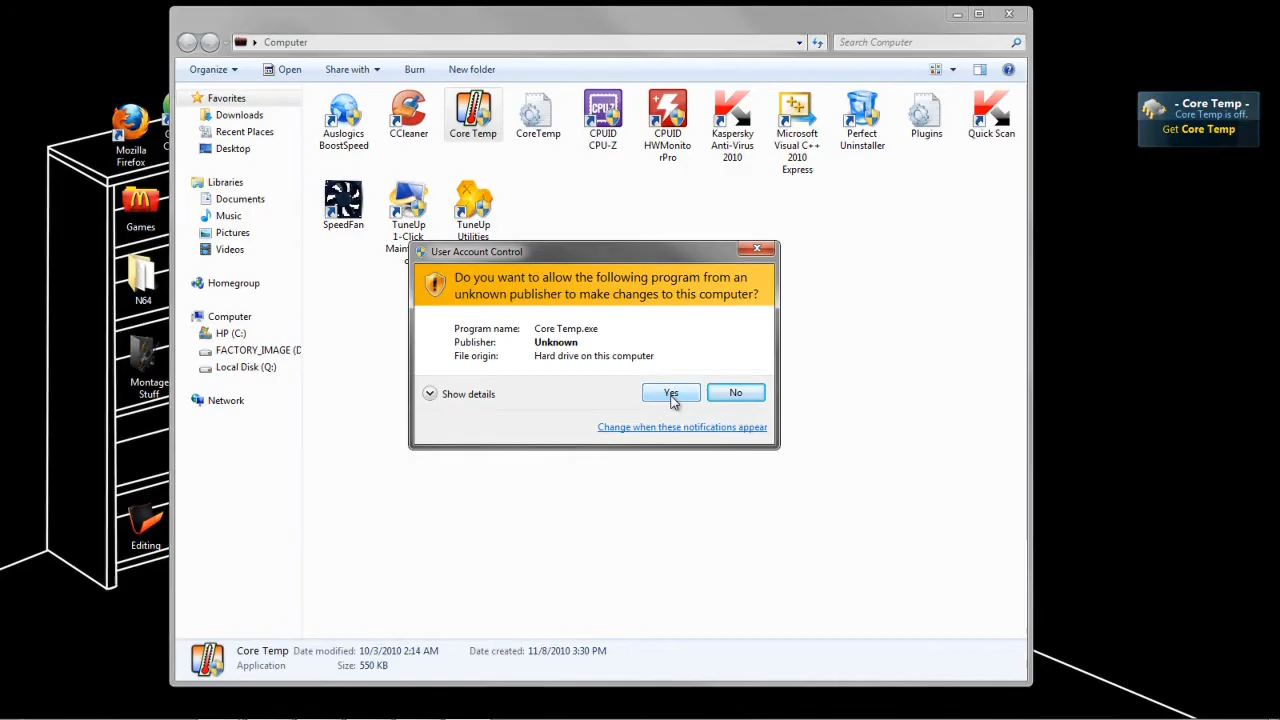 Computer
Search Computer
Organize
Open
Share with
Burn
New folder
Favorites
Downloads
Recent Places
Desktop
Libraries
Documents
Music
Pictures
Videos
Homegroup
Computer
HP (C:)
FACTORY_IMAGE (D
Local Disk (Q:)
Network
Auslogics
BoostSpeed
CCleaner
Core Temp
CoreTemp
CPUID
CPU-Z
CPUID
HWMonito
rPro
Kaspersky
Anti-Virus
2010
Microsoft
Visual C++
2010
Express
Perfect
Uninstaller
Plugins
Quick Scan
SpeedFan
TuneUp
1-Click
Main
TuneUp
Utilities
User Account Control
Do you want to allow the following program from an
unknown publisher to make changes to this computer?
Program name: Core Temp.exe
Publisher: Unknown
File origin: Hard drive on this computer
Show details
Yes
No
Change when these notifications appear
Core Temp Date modified: 10/3/2010 2:14 AM Date created: 11/8/2010 3:30 PM
Application Size: 550 KB
Mozilla
Firefox
C
Games
N64
Montage
Stuff
Editing
- Core Temp -
Core Temp is off.
Get Core Temp